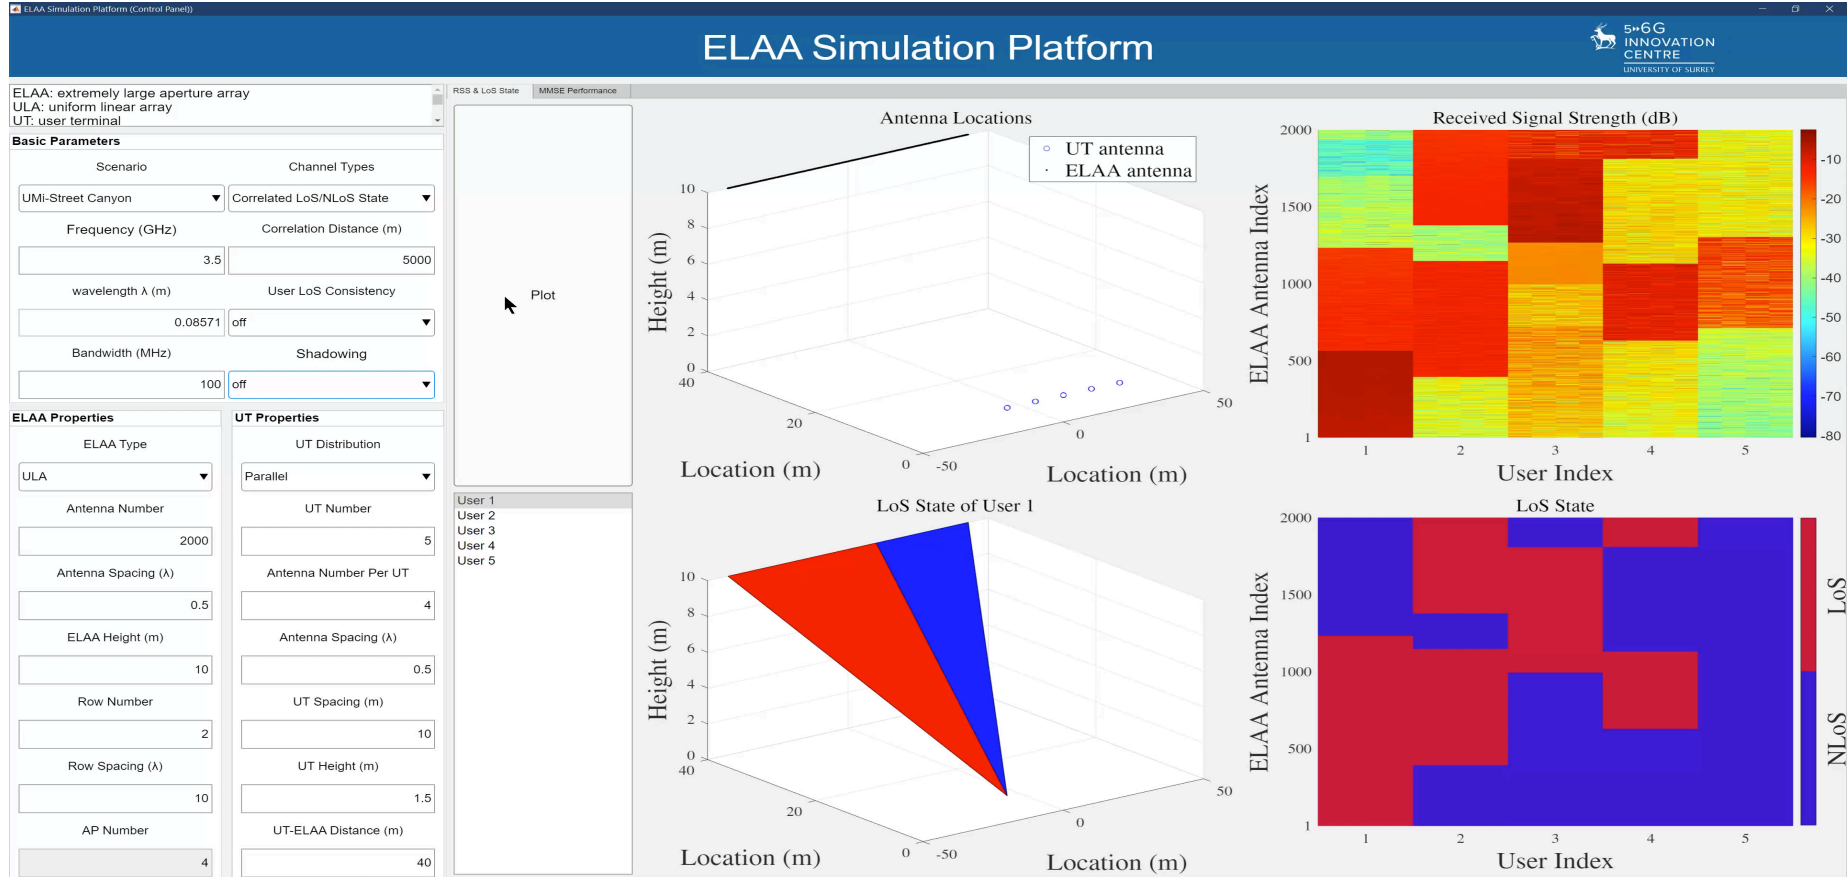 ELAA Simulation Platform (Control Panel))
ELAA Simulation Platform
5»6G
INNOVATION
CENTRE
UNIVERSITY OF SURREY
ELAA: extremely large aperture array
ULA: uniform linear array
UT: user terminal
Basic Parameters
Scenario
Channel Types
UMi-Street Canyon
Correlated LoS/NLoS State
Frequency (GHz)
Correlation Distance (m)
3.5
5000
wavelength λ (m)
User LoS Consistency
0.08571
off
Bandwidth (MHz)
Shadowing
100
off
ELAA Properties
ELAA Type
ULA
Antenna Number
2000
Antenna Spacing (λ)
0.5
ELAA Height (m)
10
Row Number
2
Row Spacing (λ)
10
AP Number
4
UT Properties
UT Distribution
Parallel
UT Number
5
Antenna Number Per UT
4
Antenna Spacing (λ)
0.5
UT Spacing (m)
10
UT Height (m)
1.5
UT-ELAA Distance (m)
40
RSS & LoS State
MMSE Performance
Plot
User 1
User 2
User 3
User 4
User 5
Antenna Locations
UT antenna
ELAA antenna
Height (m)
10
8
6
4
2
0
40
20
0
-50
0
50
Location (m)
Location (m)
Received Signal Strength (dB)
ELAA Antenna Index
2000
1500
1000
500
1
1 2 3 4 5
User Index
-10
-20
-30
-40
-50
-60
-70
-80
LoS State of User 1
Height (m)
10
8
6
4
2
0
40
20
0
-50
0
50
Location (m)
Location (m)
LoS State
ELAA Antenna Index
2000
1500
1000
500
1
1 2 3 4 5
User Index
LoS
NLoS